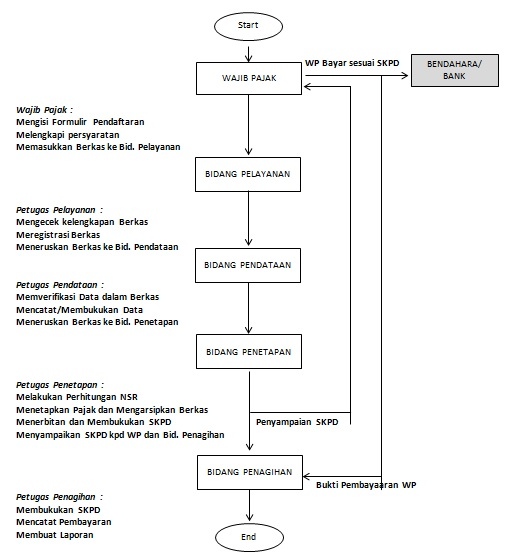 Start
WP Bayar sesuai SKPD
BENDAHARA/
BANK
WAJIB PAJAK
Wajib Pajak :
Mengisi Formulir Pendaftaran
Melengkapi persyaratan
Memasukkan Berkas ke Bid. Pelayanan
BIDANG PELAYANAN
Petugas Pelayanan :
Mengecek kelengkapan Berkas
Meregistrasi Berkas
Meneruskan Berkas ke Bid. Pendataan
BIDANG PENDATAAN
Petugas Pendataan :
Memverifikasi Data dalam Berkas
Mencatat/Membukukan Data
Meneruskan Berkas ke Bid. Penetapan
BIDANG PENETAPAN
Petugas Penetapan :
Melakukan Perhitungan NSR
Menetapkan Pajak dan Mengarsipkan Berkas
Menerbitan dan Membukukan SKPD
Menyampaikan SKPD kpd WP dan Bid. Penagihan
Penyampaian SKPD
BIDANG PENAGIHAN
Bukti Pembayaaran WP
Petugas Penagihan :
Membukukan SKPD
Mencatat Pembayaran
Membuat Laporan
End